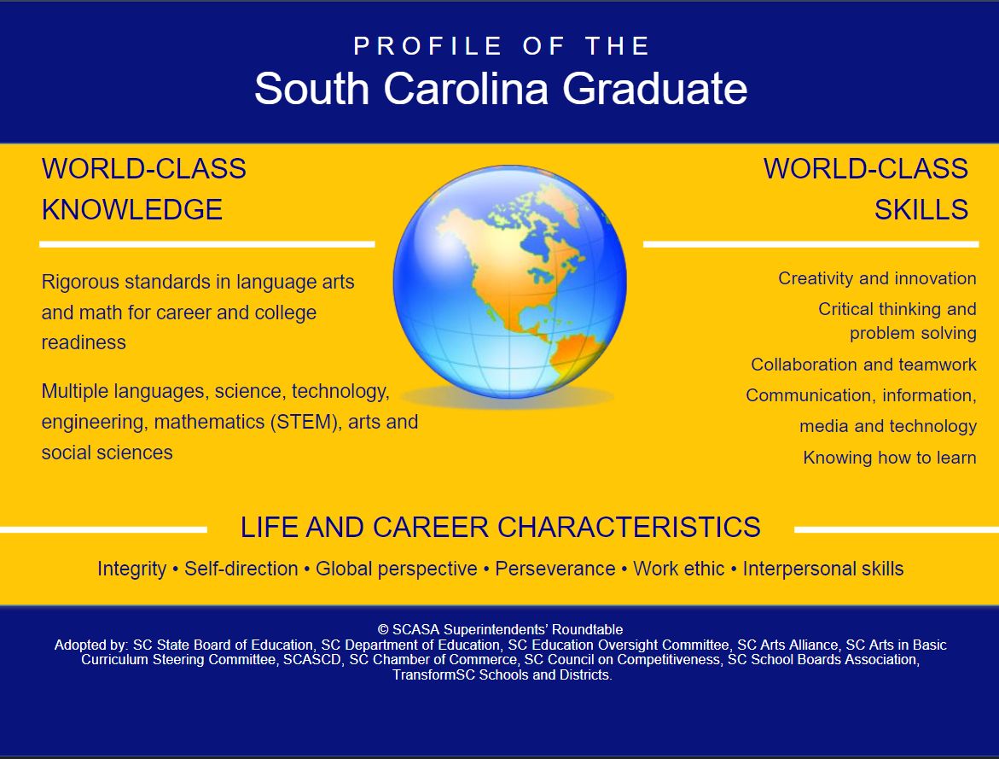 PROFILE OF THE
South Carolina Graduate
WORLD-CLASS
KNOWLEDGE
Rigorous standards in language arts
and math for career and college
readiness
Multiple languages, science, technology,
engineering, mathematics (STEM), arts and
social sciences
WORLD-CLASS
SKILLS
Creativity and innovation
Critical thinking and
problem solving
Collaboration and teamwork
Communication, information,
media and technology
Knowing how to learn
LIFE AND CAREER CHARACTERISTICS
Integrity • Self-direction • Global perspective • Perseverance • Work ethic • Interpersonal skills
© SCASA Superintendents’ Roundtable
Adopted by: SC State Board of Education, SC Department of Education, SC Education Oversight Committee, SC Arts Alliance, SC Arts in Basic
Curriculum Steering Committee, SCASCD, SC Chamber of Commerce, SC Council on Competitiveness, SC School Boards Association,
TransformSC Schools and Districts.